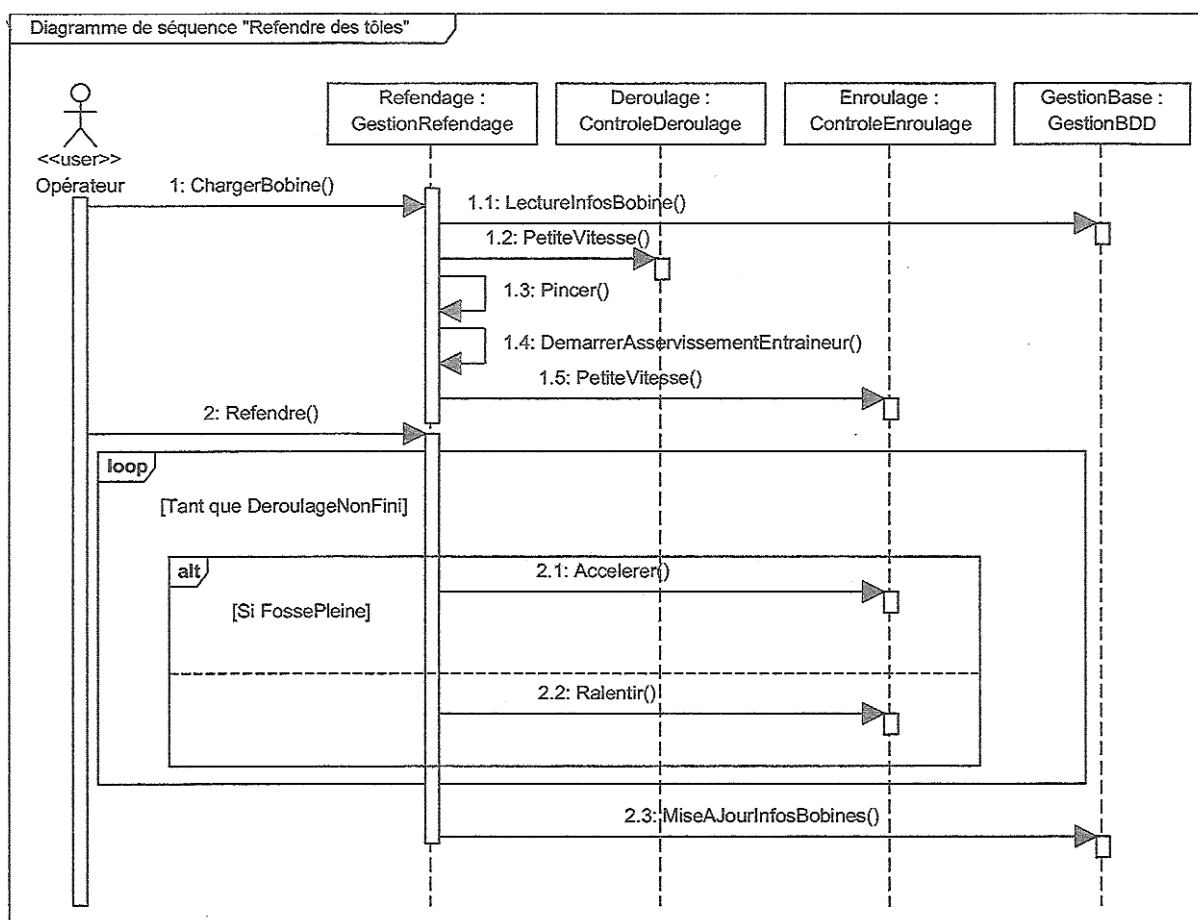 Diagramme de séquence "Refendre des tôles"
Refendage :
GestionRefendage
Deroulage :
ControleDeroulage
Enroulage :
ControleEnroulage
GestionBase :
GestionBDD
<<user>>
Opérateur
1: ChargerBobine()
1.1: LectureInfosBobine()
1.2: PetiteVitesse()
1.3: Pincer()
1.4: DemarrerAsservissementEntraineur()
1.5: PetiteVitesse()
2: Refendre()
loop
[Tant que DeroulageNonFini]
alt
2.1: Accelerer()
[Si FossePleine]
2.2: Ralentir()
2.3: MiseAJourInfosBobines()